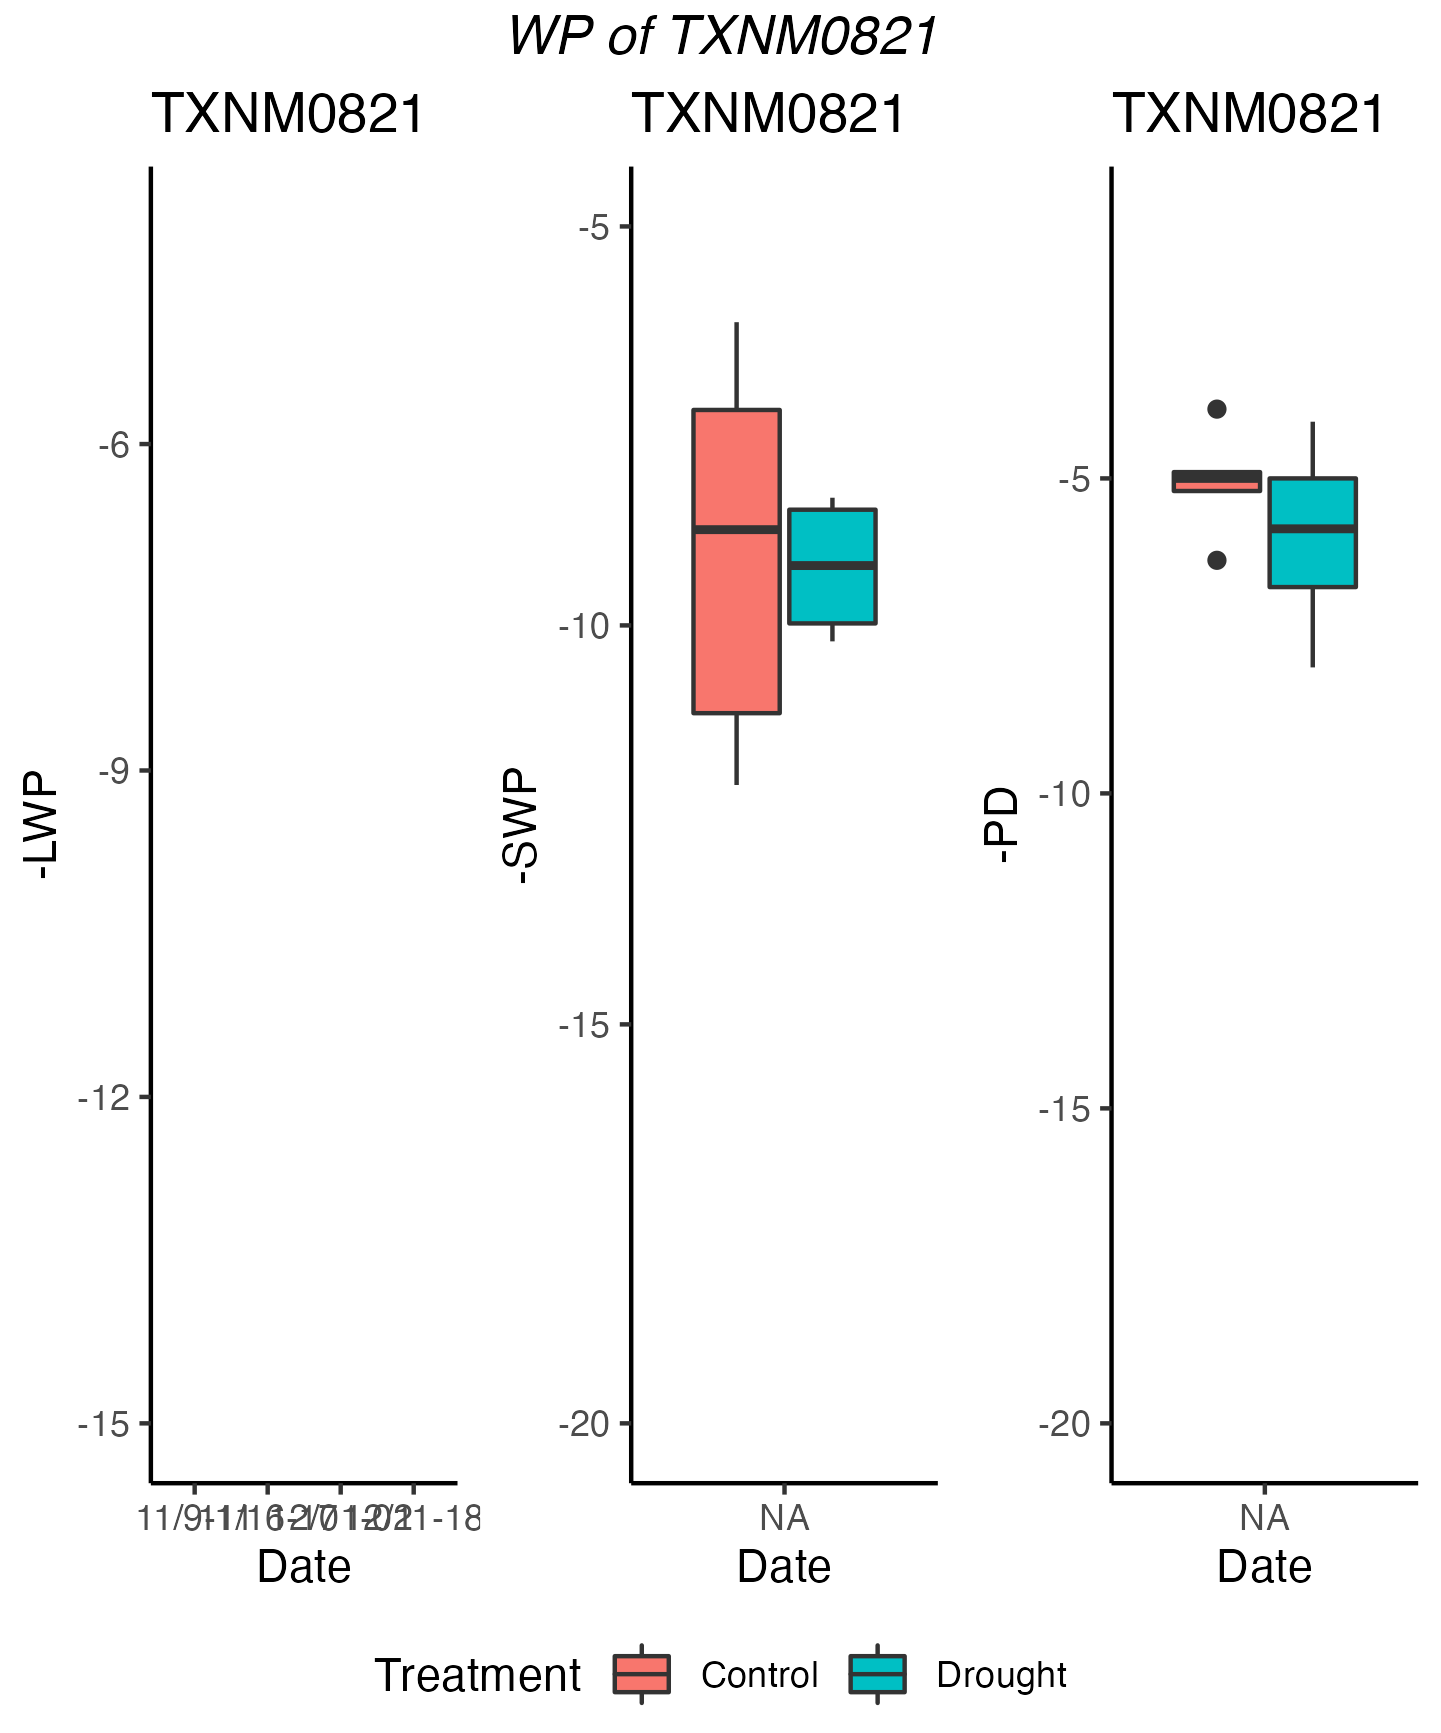 WP of TXNM0821
TXNM0821
TXNM0821
TXNM0821
-LWP
-6
-9
-12
-15
Date
-SWP
-5
-10
-15
-20
NA
Date
-PD
-5
-10
-15
-20
NA
Date
Treatment
Control
Drought